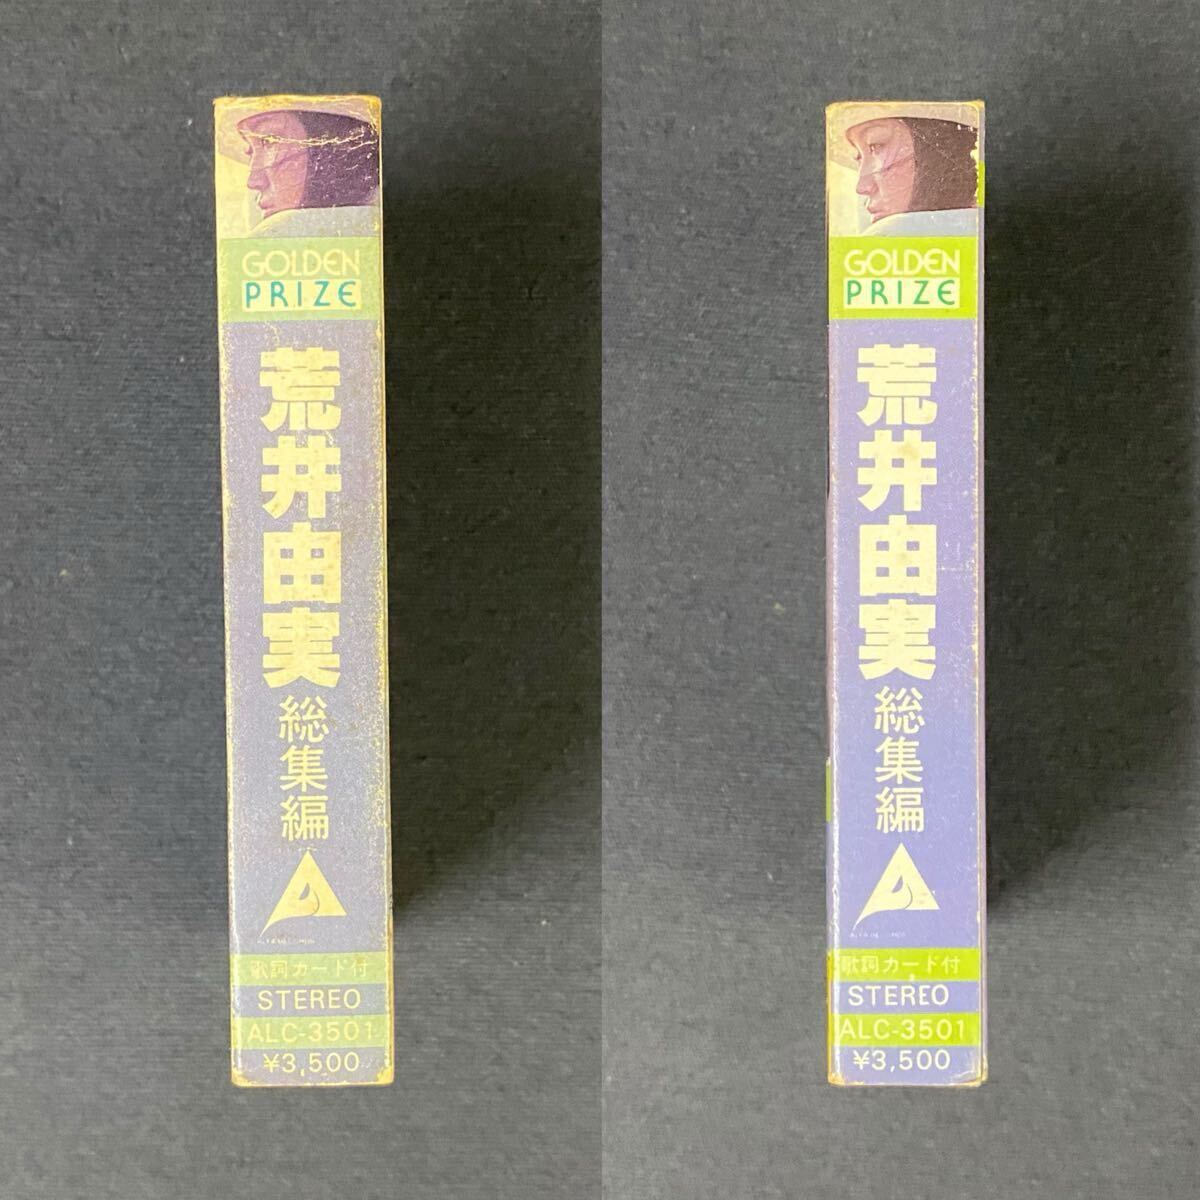 GOLDEN
PRIZE
荒井由実
総集編
歌詞カード付
STEREO
ALC-3501
¥3,500
GOLDEN
PRIZE
荒井由実
総集編
歌詞カード付
STEREO
ALC-3501
¥3,500